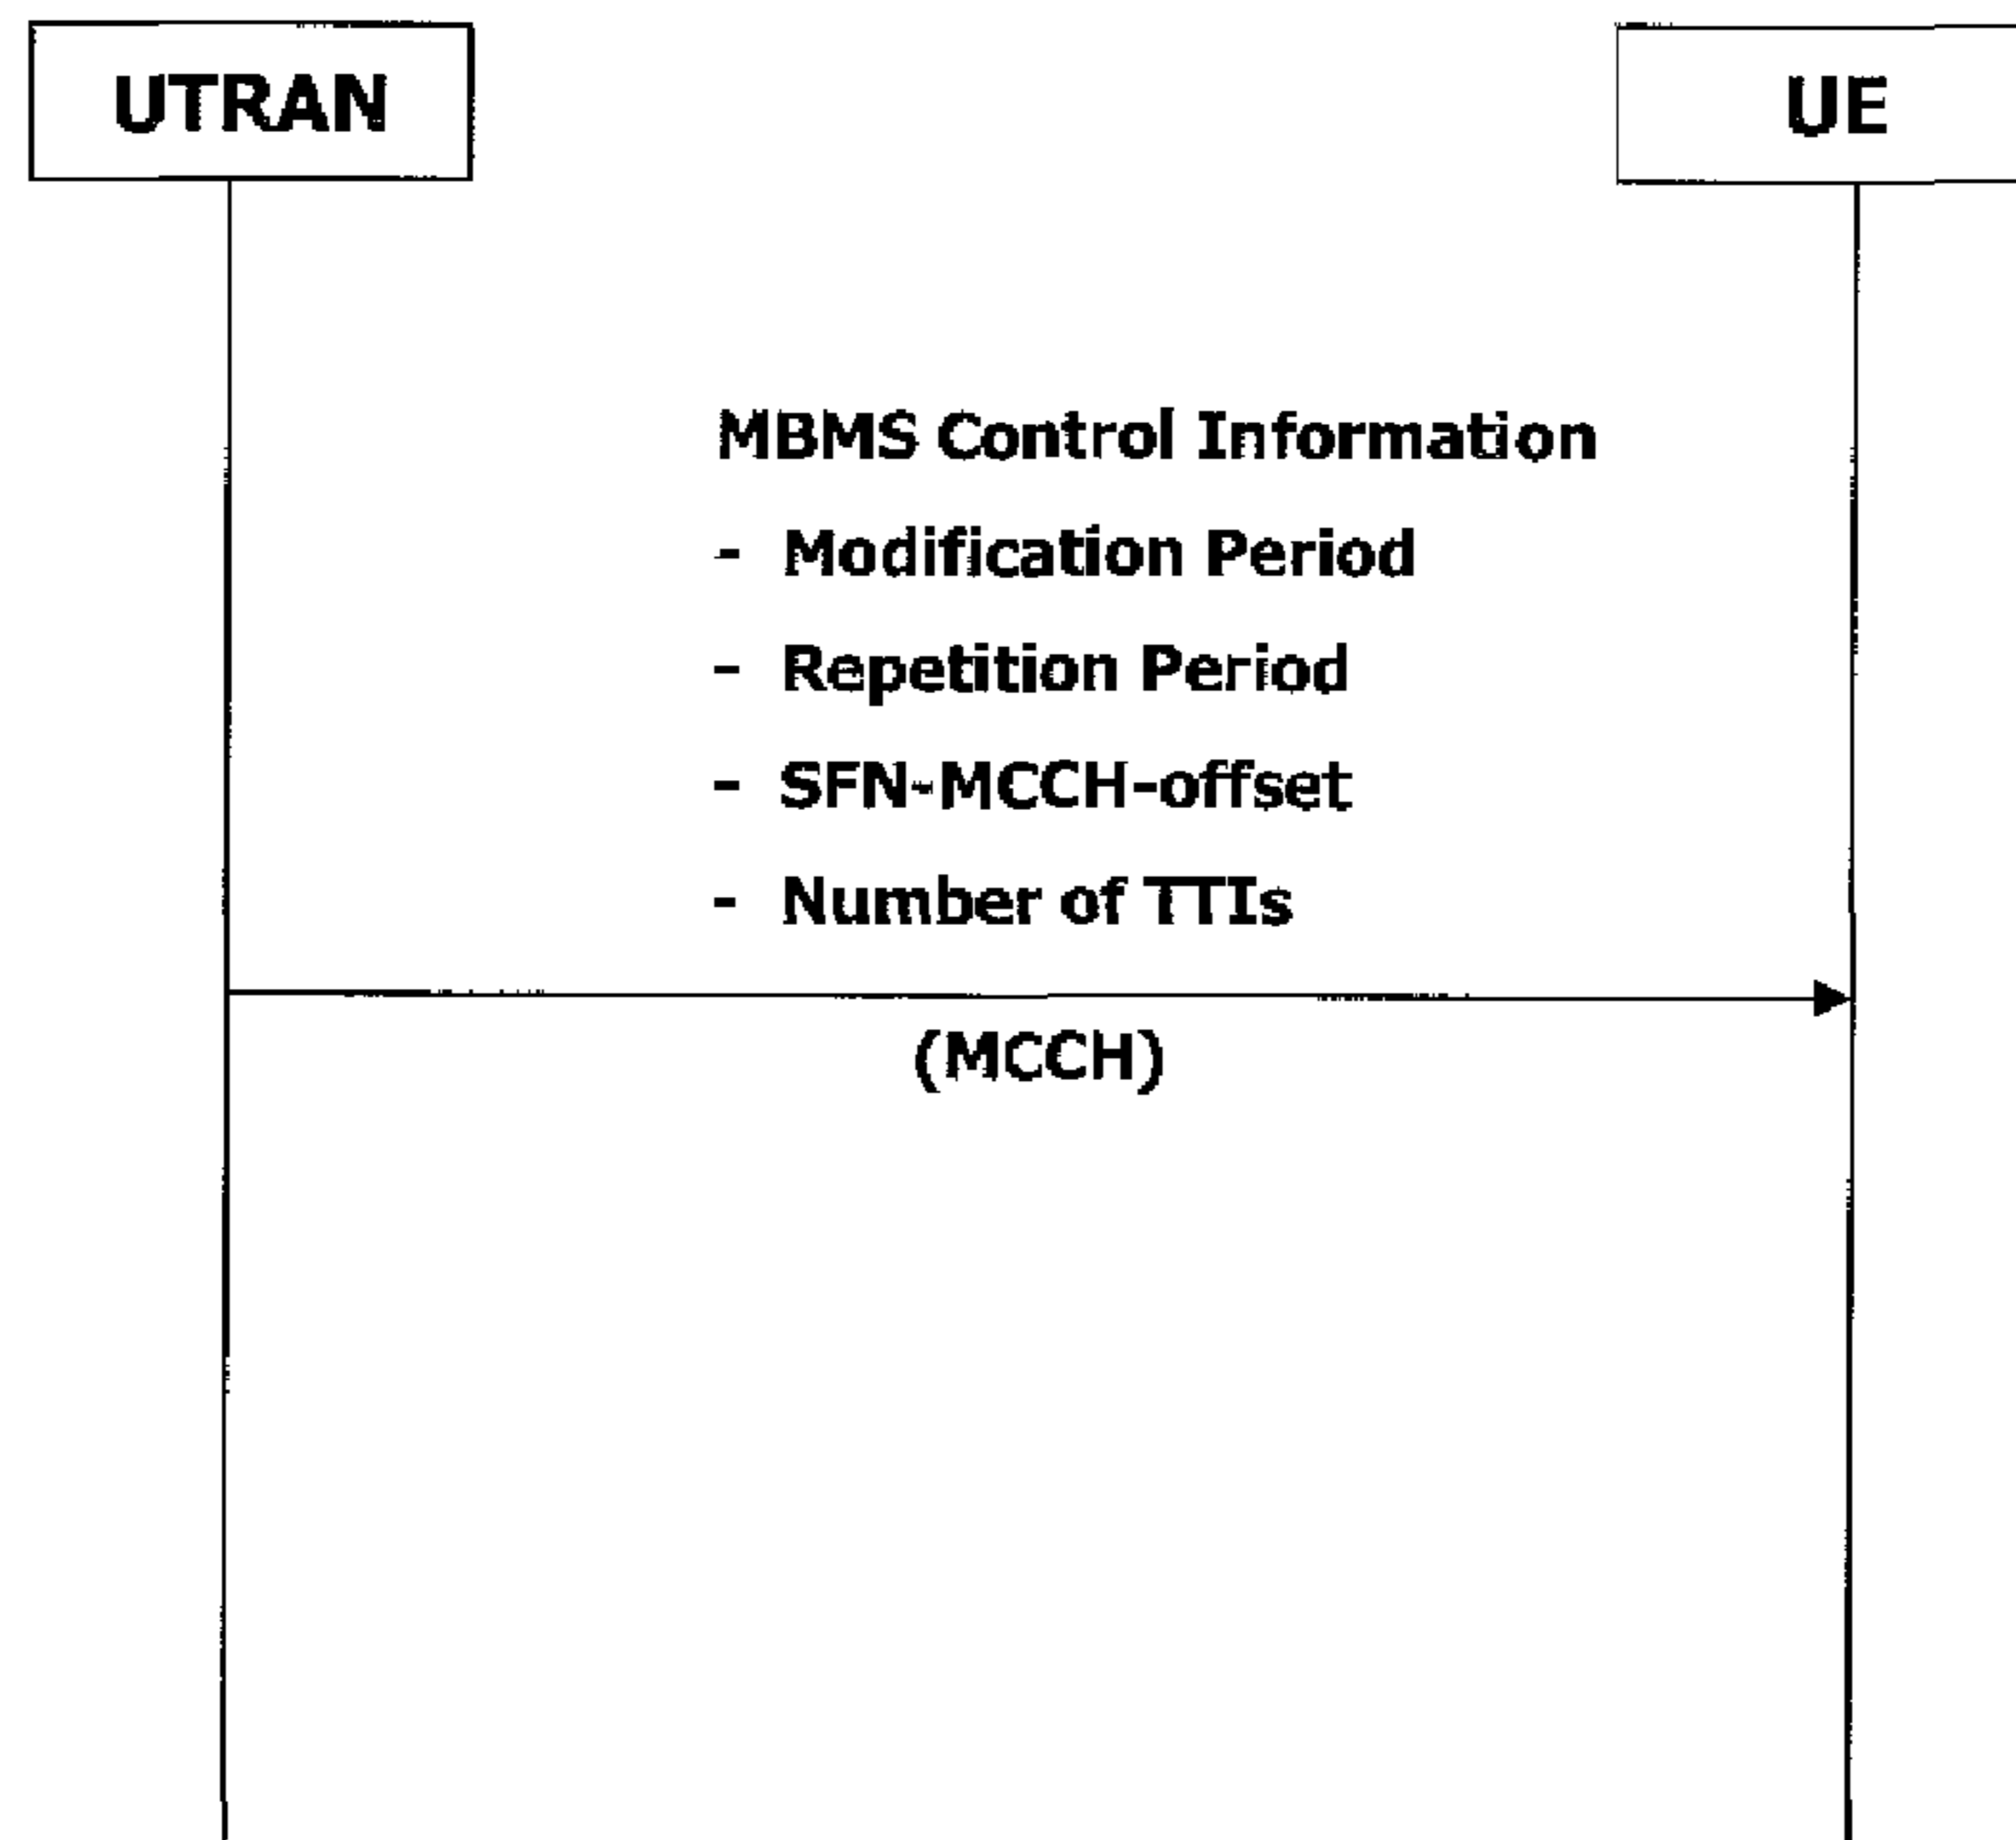 UTRAN
UE
MBMS Control Information
- Modification Period
- Repetition Period
- SFN-MCCH-offset
- Number of TTIs
(MCCH)